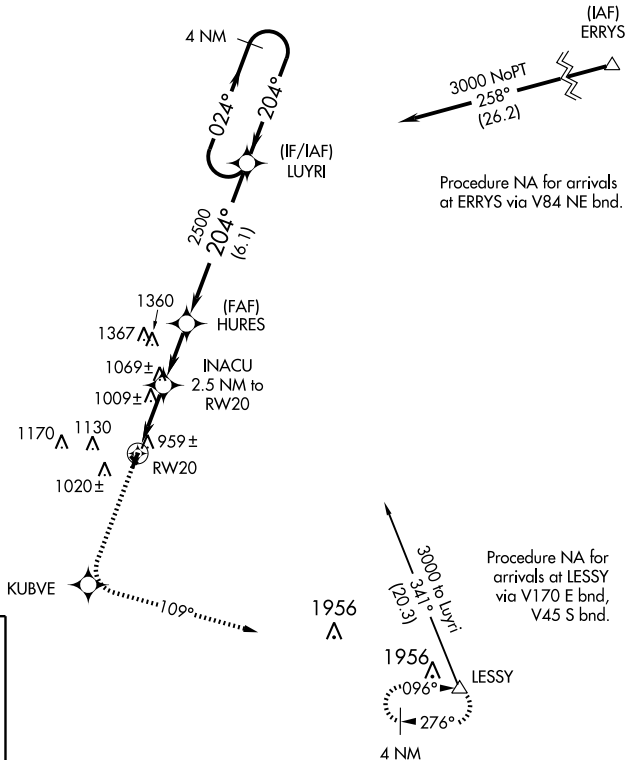 4 NM
024°
204°
(IF/IAF)
LUYRI
(IAF)
ERRYS
3000 NoPT
258°
(26.2)
Procedure NA for arrivals
at ERRYS via V84 NE bnd.
2500
204°
(6.1)
(FAF)
HURES
1360
1367
INACU
2.5 NM to
RW20
1069±
1009±
1170
1130
959±
RW20
1020±
KUBVE
109°
1956
1956
3000 to Luyri
341°
(20.3)
Procedure NA for
arrivals at LESSY
via V170 E bnd,
V45 S bnd.
LESSY
096°
276°
4 NM